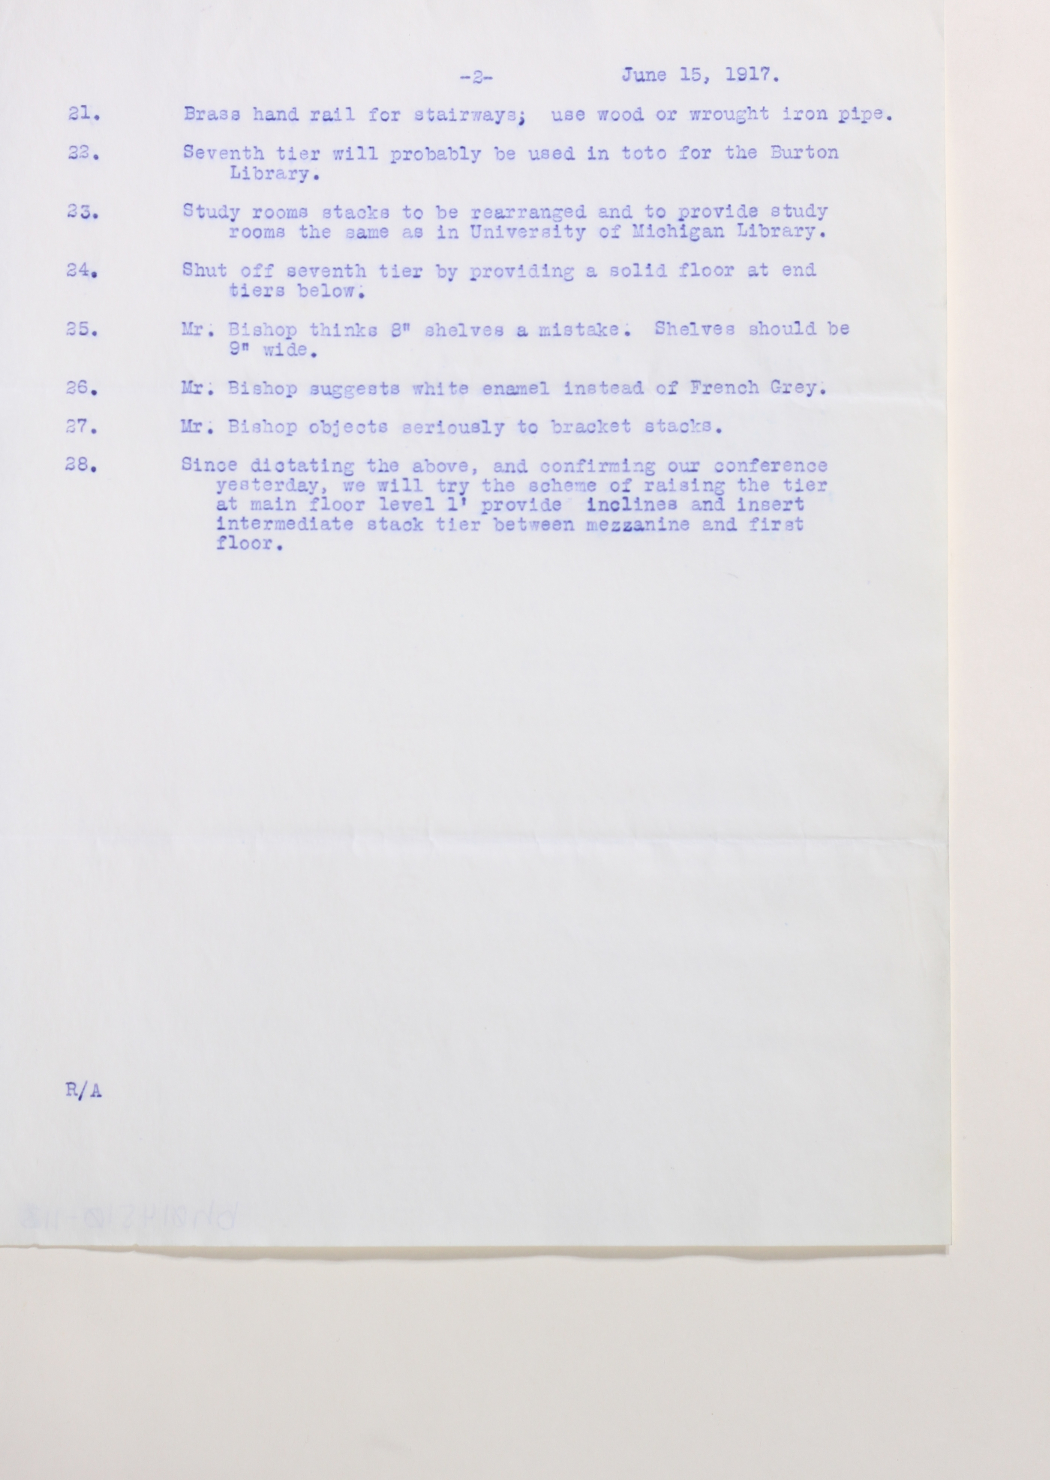 -2- June 15, 1917.
21. Brass hand rail for stairways; use wood or wrought iron pipe.
22. Seventh tier will probably be used in toto for the Burton
Library.
23. Study rooms stacks to be rearranged and to provide study
rooms the same as in University of Michigan Library.
24. Shut off seventh tier by providing a solid floor at end
tiers below.
25. Mr. Bishop thinks 8" shelves a mistake. Shelves should be
9" wide.
26. Mr. Bishop suggests white enamel instead of French Grey.
27. Mr. Bishop objects seriously to bracket stacks.
28. Since dictating the above, and confirming our conference
yesterday, we will try the scheme of raising the tier
at main floor level 1' provide inclines and insert
intermediate stack tier between mezzanine and first
floor.
R/A